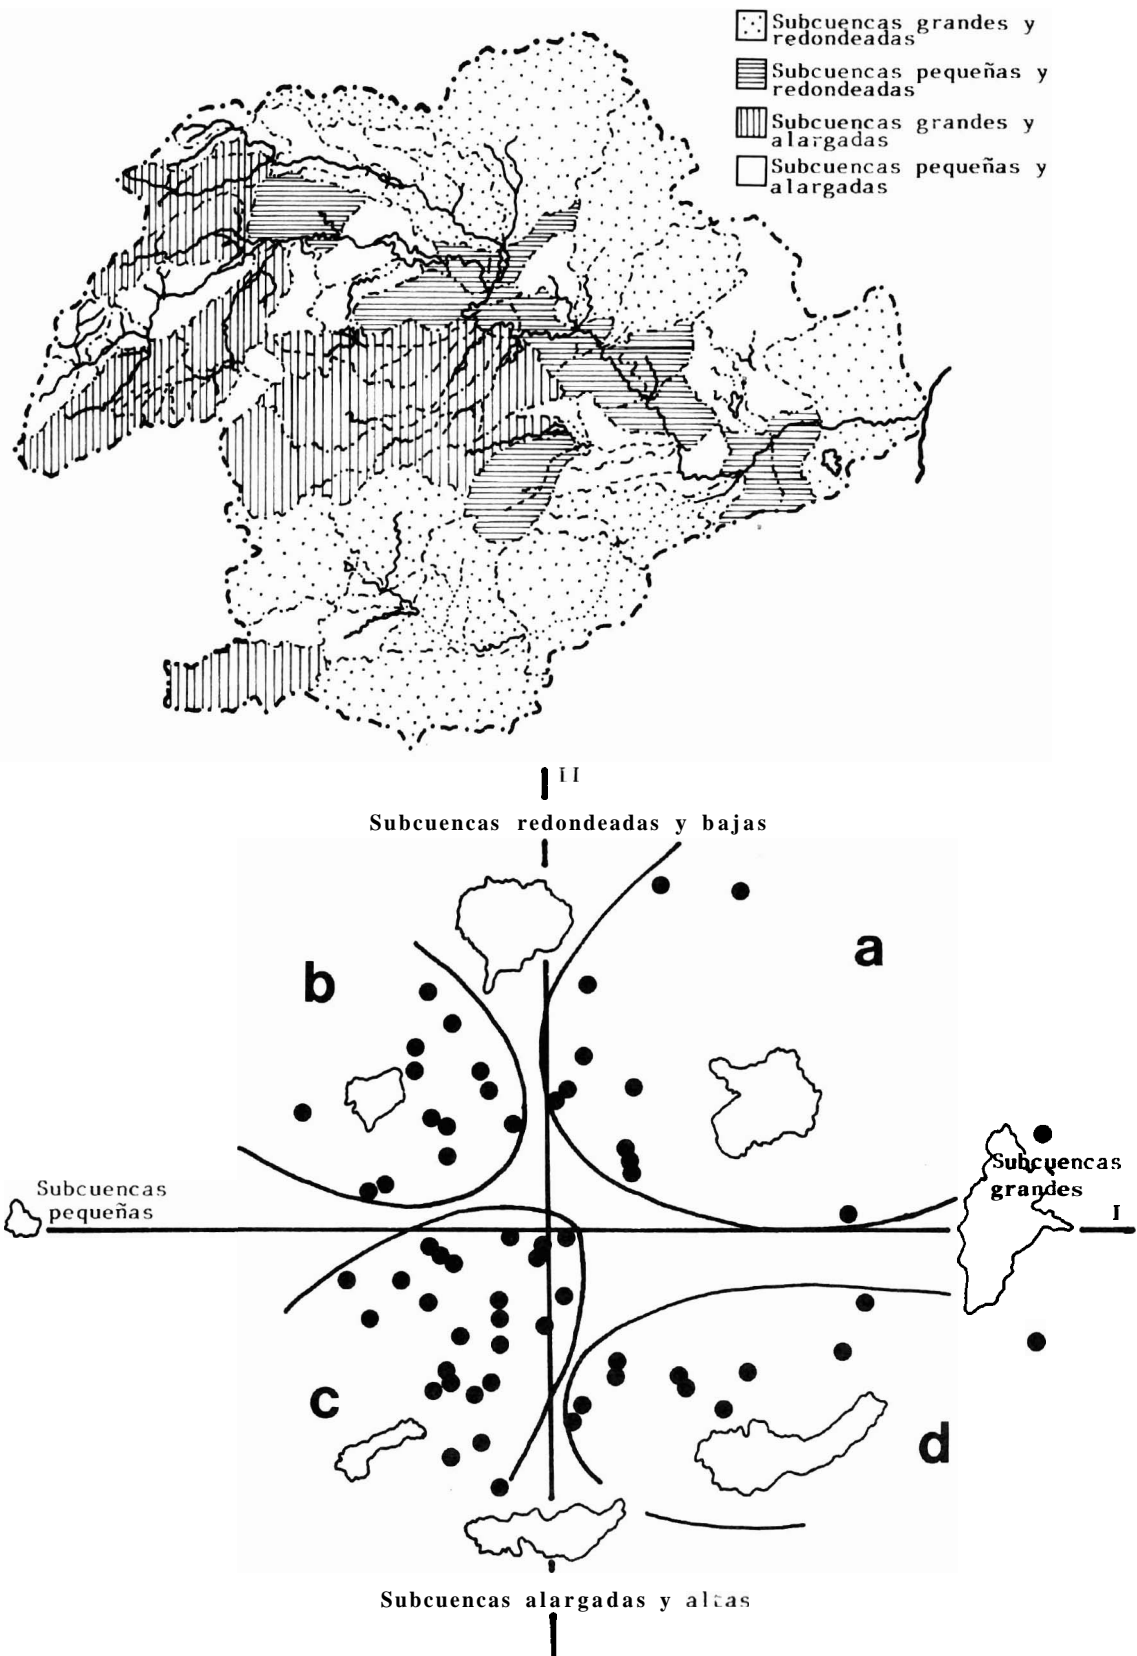 Subcuencas grandes y
redondeadas
Subcuencas pequeñas y
redondeadas
Subcuencas grandes y
alargadas
Subcuencas pequeñas y
alargadas
II
Subcuencas redondeadas y bajas
a
b
Subcuencas
grandes
Subcuencas
pequeñas
I
c
d
Subcuencas alargadas y altas